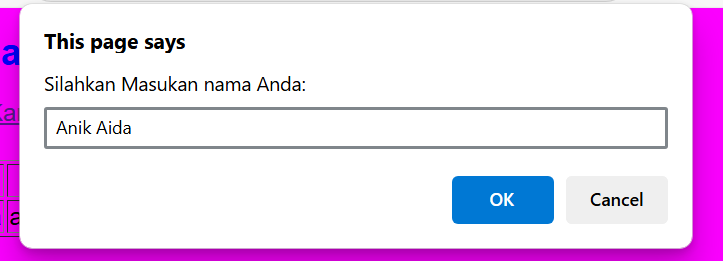 This page says
Silahkan Masukan nama Anda:
Anik Aida
OK Cancel